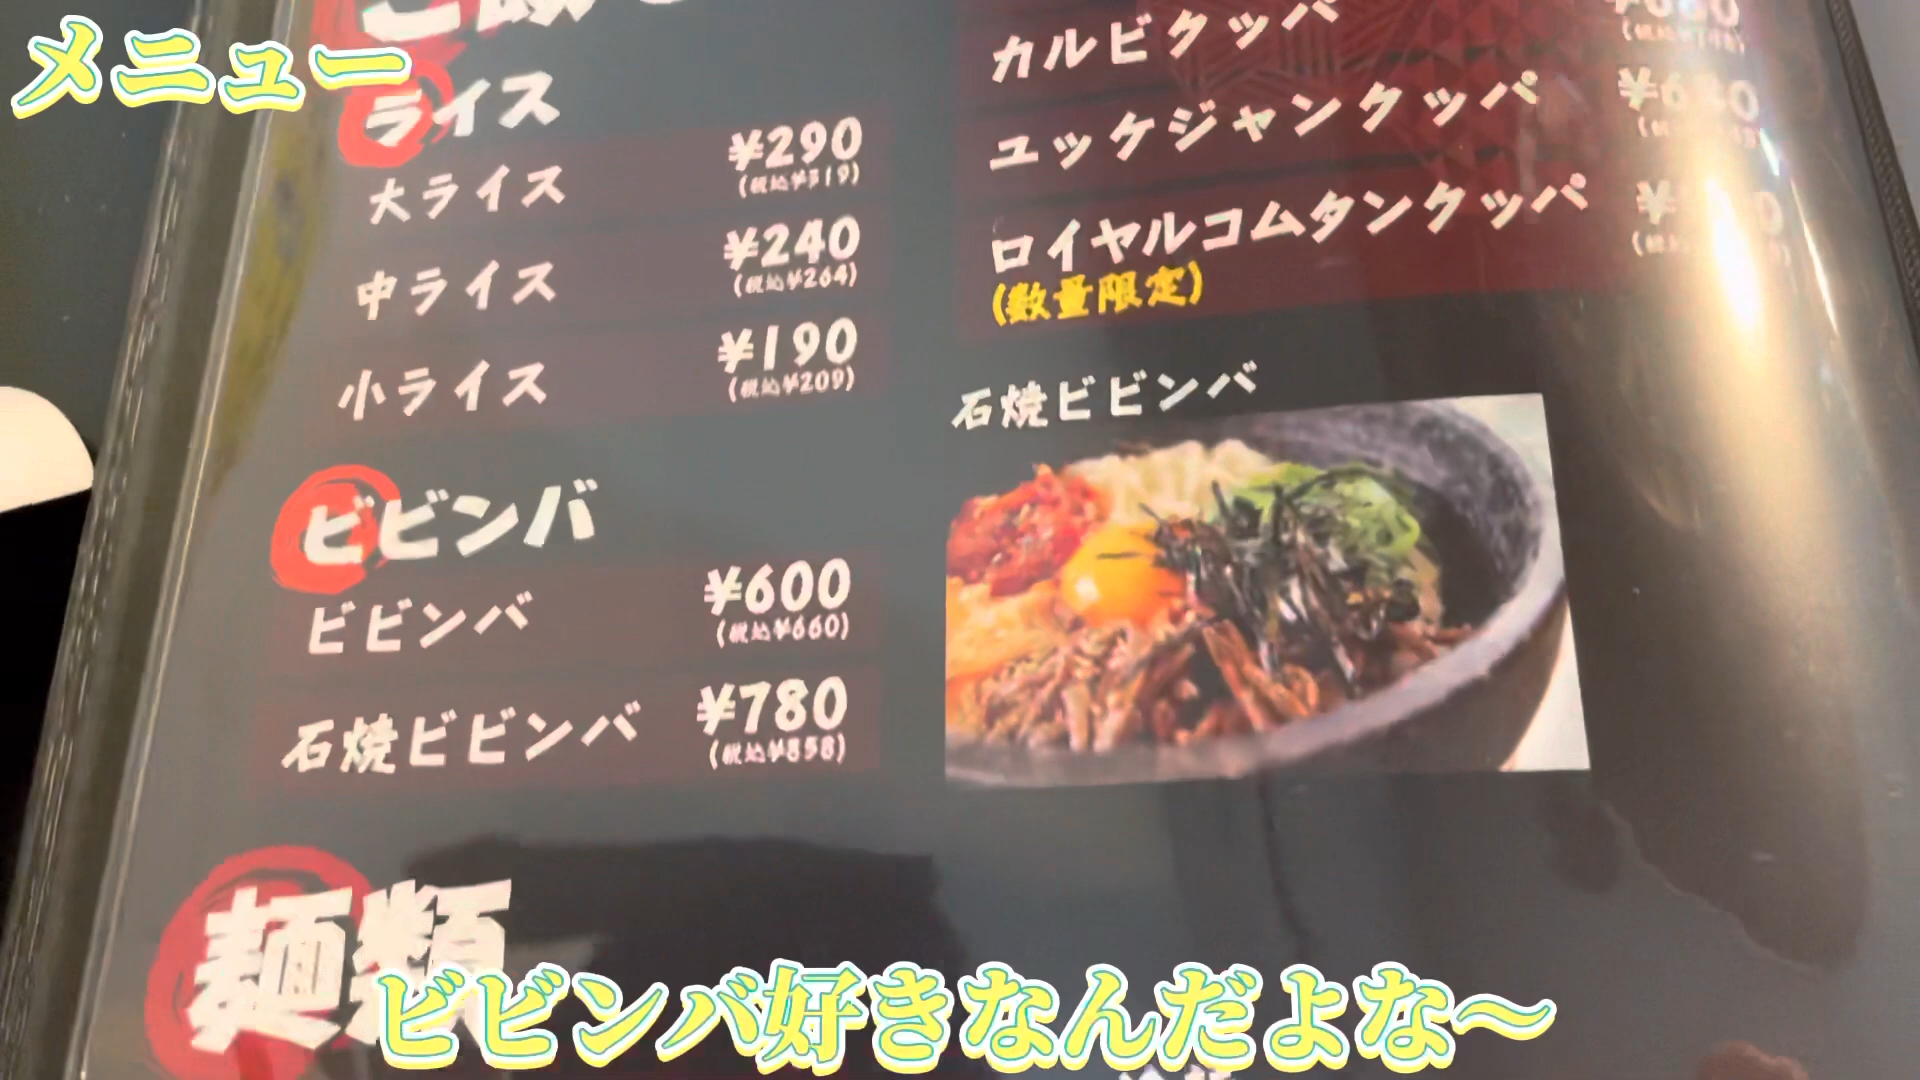 メニュー
ライス
大ライス ¥290
(税込¥319)
中ライス ¥240
(税込¥264)
小ライス ¥190
(税込¥209)
ビビンバ
ビビンバ ¥600
(税込¥660)
石焼ビビンバ ¥780
(税込¥858)
麺類
カルビクッパ
ユッケジャンクッパ
ロイヤルコムタンクッパ
(数量限定)
石焼ビビンバ
ビビンバ好きなんだよな〜